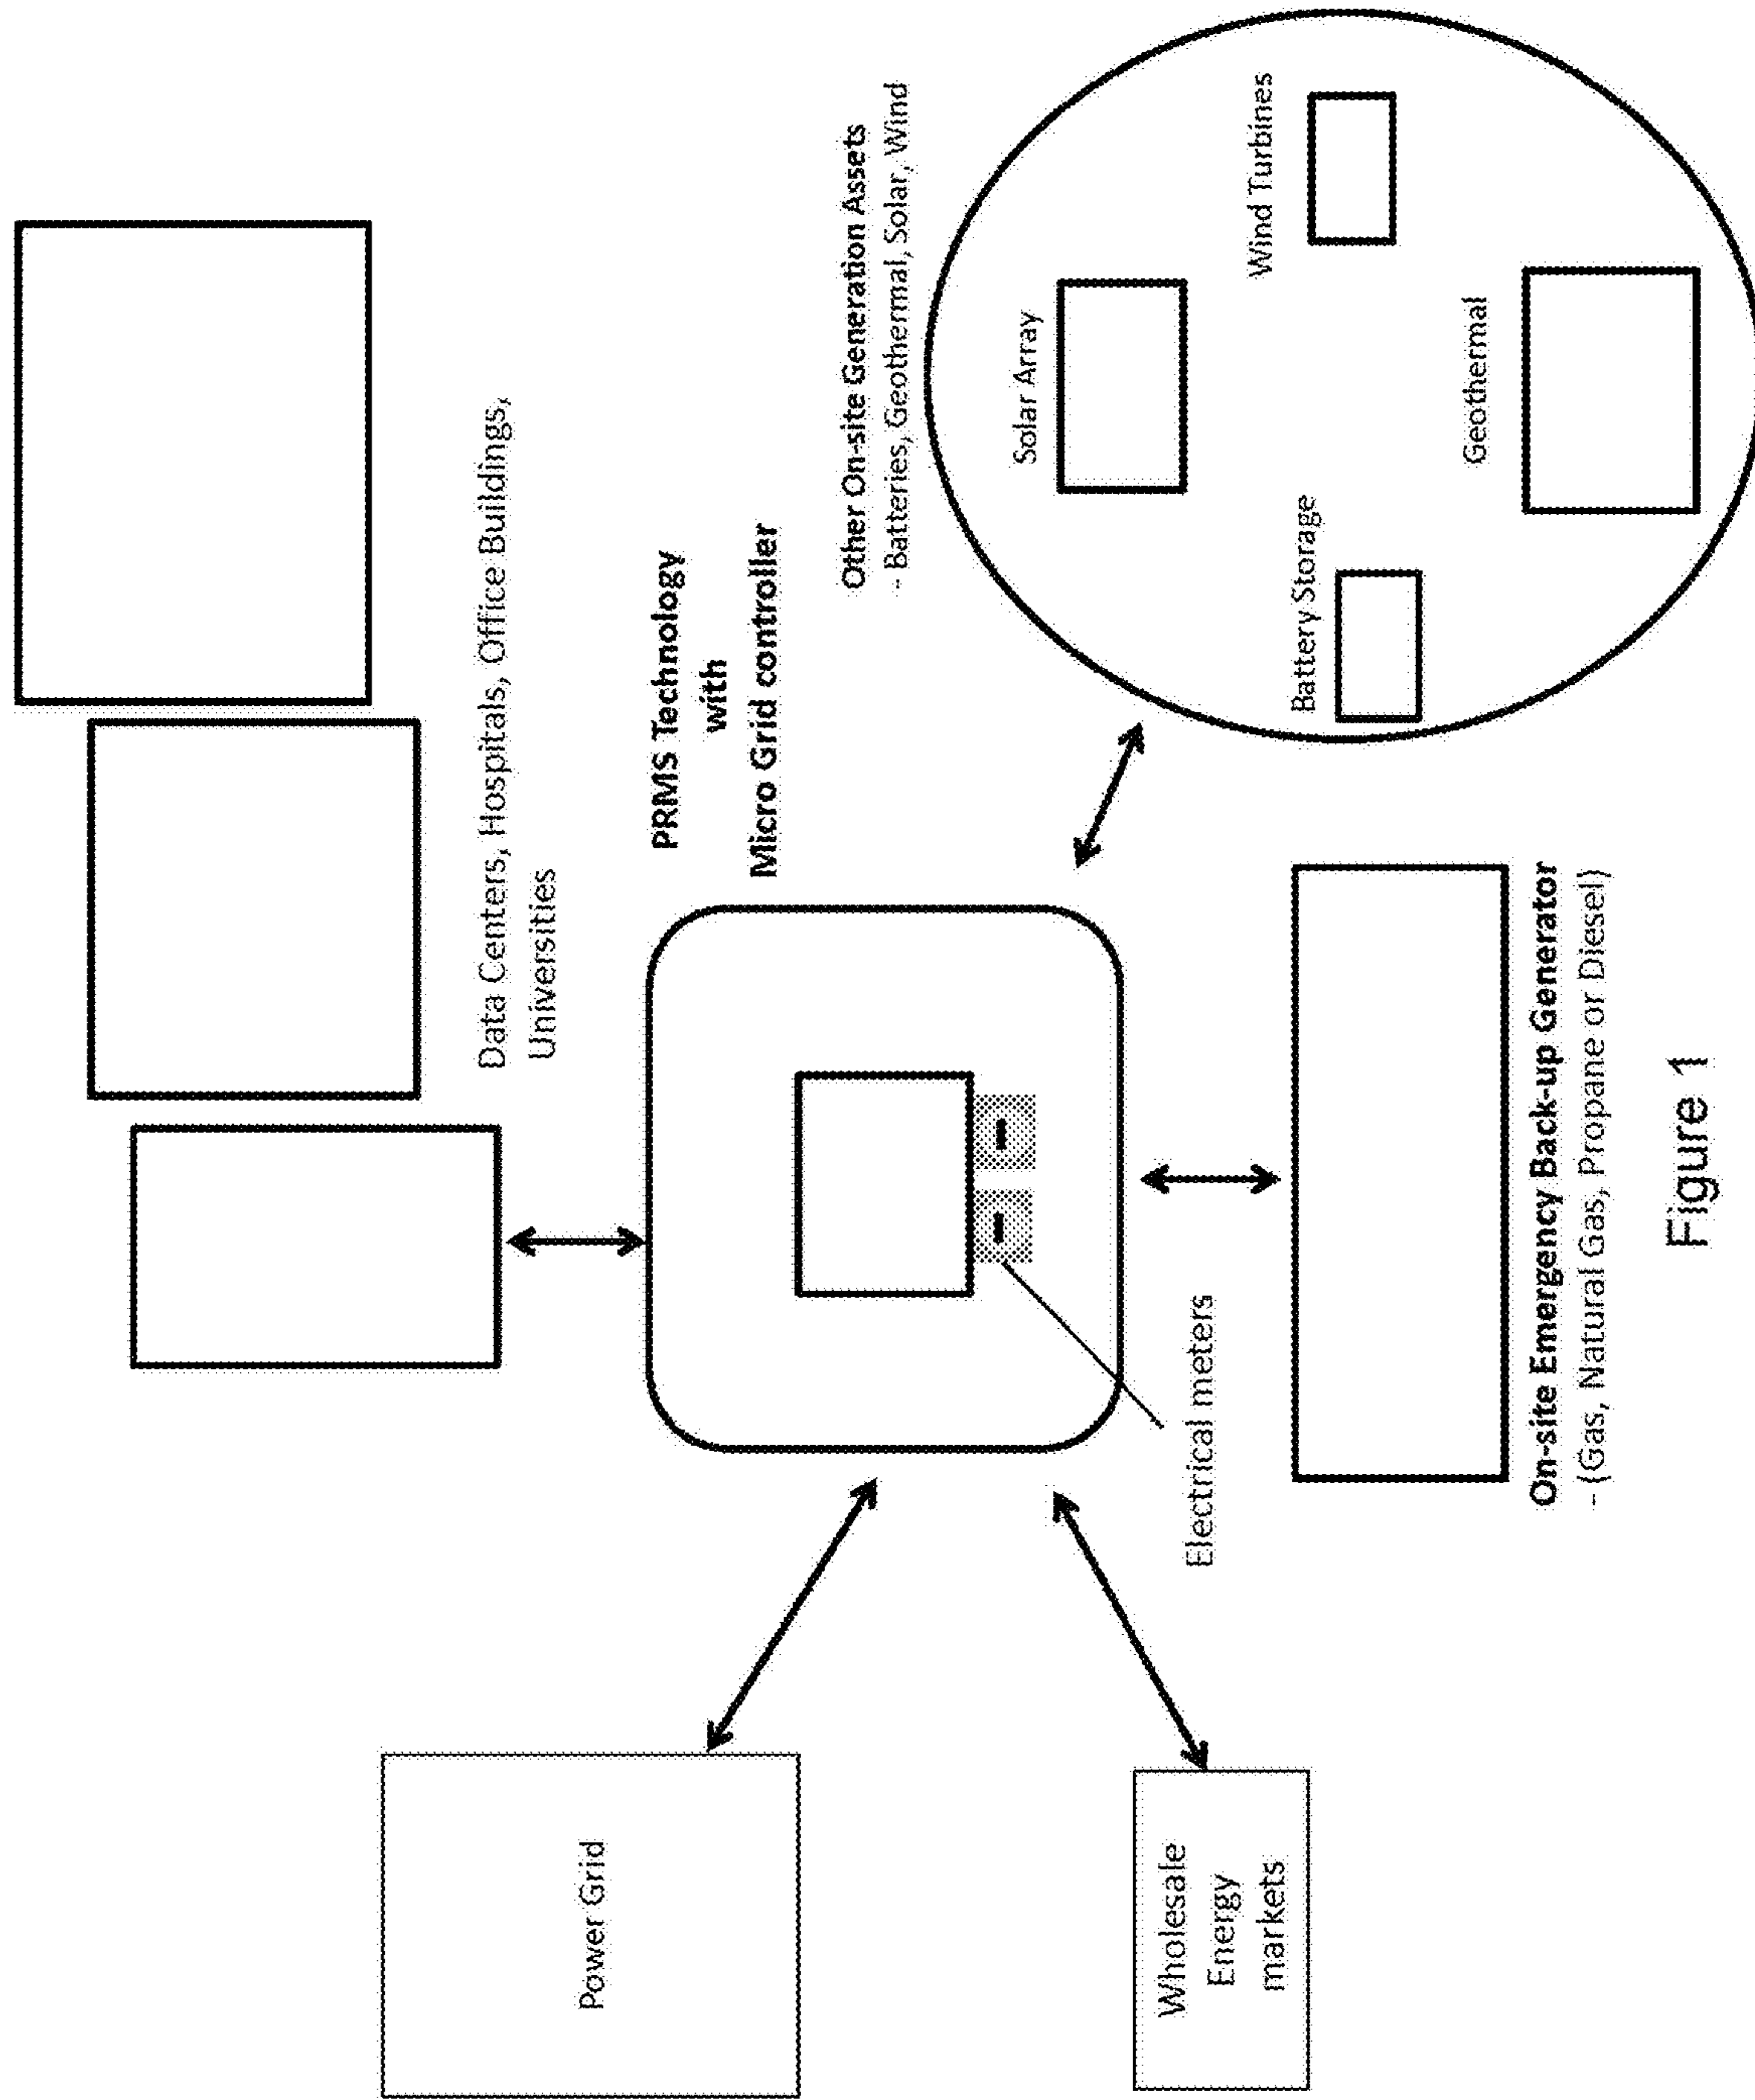 Data Centers, Hospitals, Office Buildings,
Universities
PRMS Technology
with
Micro Grid controller
Other On-site Generation Assets
- Batteries, Geothermal, Solar, Wind
Solar Array
Wind Turbines
Battery Storage
Geothermal
Power Grid
Wholesale
Energy
markets
Electrical meters
On-site Emergency Back-up Generator
- (Gas, Natural Gas, Propane or Diesel)
Figure 1